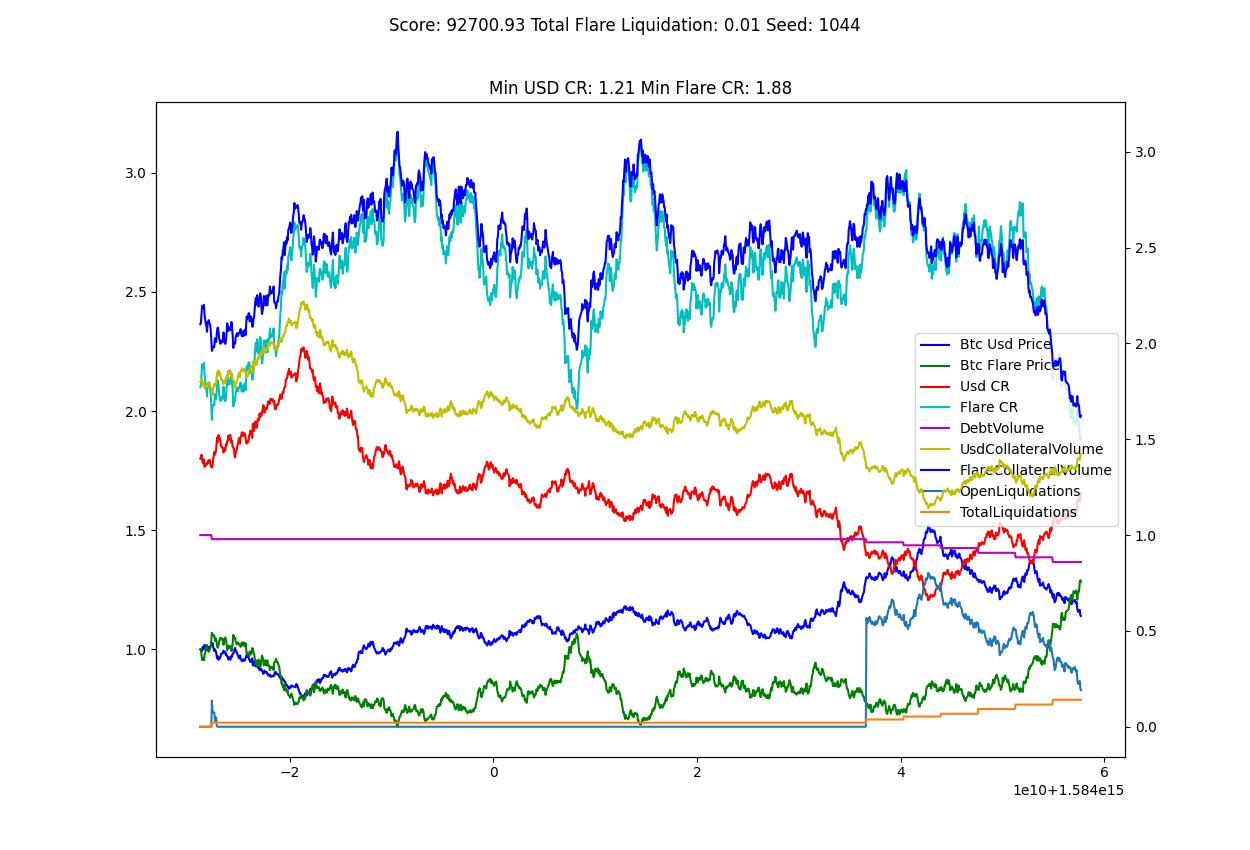 Score: 92700.93 Total Flare Liquidation: 0.01 Seed: 1044
Min USD CR: 1.21 Min Flare CR: 1.88
3.0
2.5
2.0
1.5
1.0
3.0
2.5
2.0
1.5
1.0
0.5
0.0
Btc Usd Price
Btc Flare Price
Usd CR
Flare CR
DebtVolume
UsdCollateralVolume
FlareCollateralVolume
OpenLiquidations
TotalLiquidations
−2 0 2 4 6
1e10+1.584e15